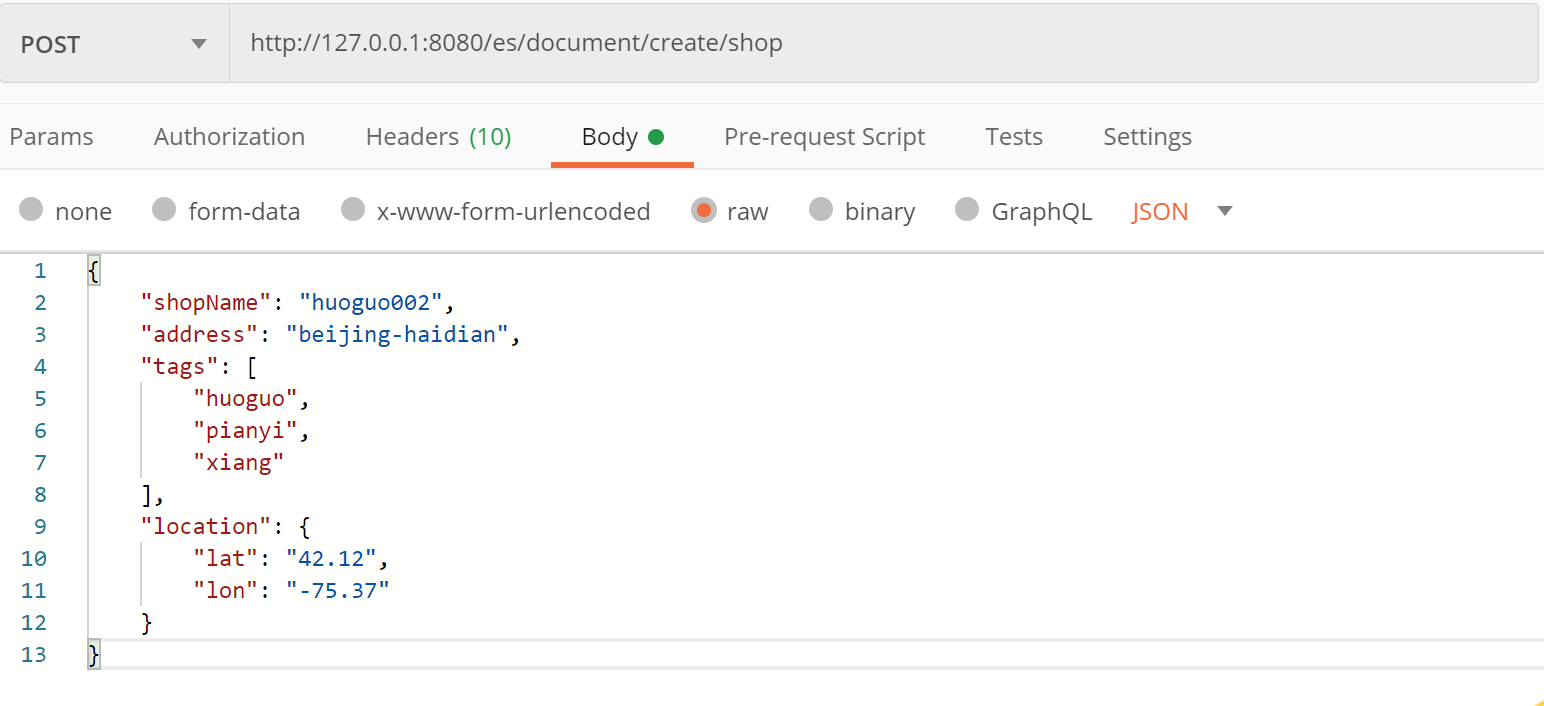 POST http://127.0.0.1:8080/es/document/create/shop
Params Authorization Headers (10) Body Pre-request Script Tests Settings
none form-data x-www-form-urlencoded raw binary GraphQL JSON
1 {
2 "shopName": "huoguo002",
3 "address": "beijing-haidian",
4 "tags": [
5 "huoguo",
6 "pianyi",
7 "xiang"
8 ],
9 "location": {
10 "lat": "42.12",
11 "lon": "-75.37"
12 }
13 }